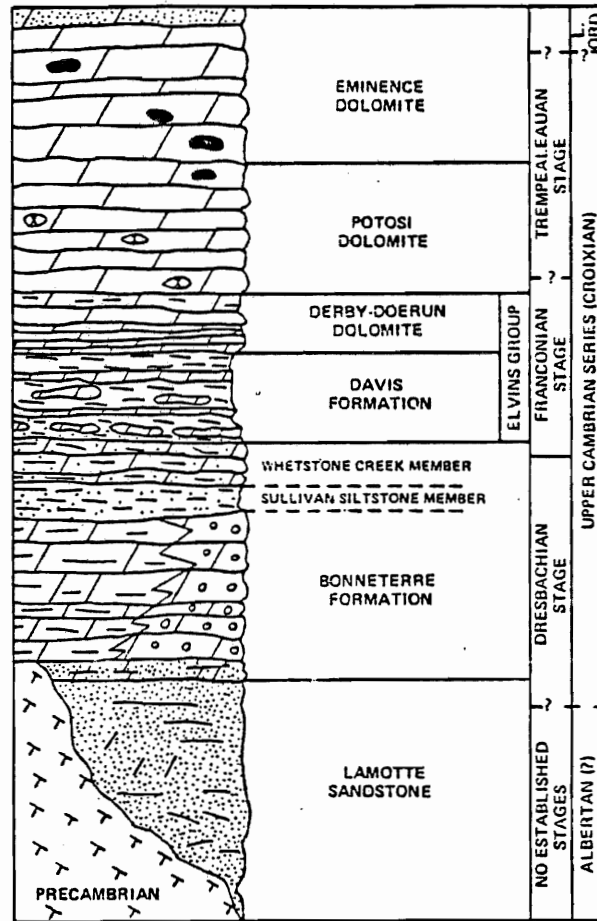 EMINENCE
DOLOMITE
POTOSI
DOLOMITE
DERBY-DOERUN
DOLOMITE
DAVIS
FORMATION
WHETSTONE CREEK MEMBER
SULLIVAN SILTSTONE MEMBER
BONNETERRE
FORMATION
LAMOTTE
SANDSTONE
PRECAMBRIAN
ELVINS GROUP
?
TREMPEALEAUAN
STAGE
?
FRANCONIAN
STAGE
DRESBACHIAN
STAGE
?
NO ESTABLISHED
STAGES
L.
ORD.
?
UPPER CAMBRIAN SERIES (CROIXIAN)
ALBERTAN (?)